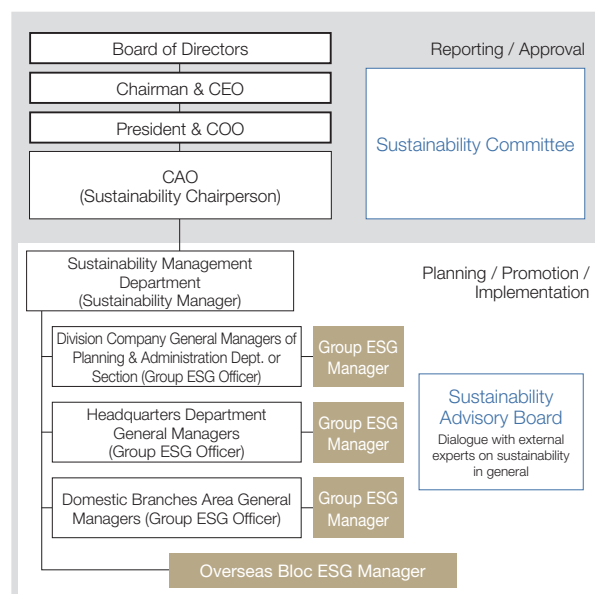 Board of Directors
Reporting / Approval
Chairman & CEO
President & COO
Sustainability Committee
CAO
(Sustainability Chairperson)
Sustainability Management
Department
(Sustainability Manager)
Planning / Promotion /
Implementation
Division Company General Managers of
Planning & Administration Dept. or
Section (Group ESG Officer)
Group ESG
Manager
Headquarters Department
General Managers
(Group ESG Officer)
Group ESG
Manager
Sustainability
Advisory Board
Dialogue with external
experts on sustainability
in general
Domestic Branches Area General
Managers (Group ESG Officer)
Group ESG
Manager
Overseas Bloc ESG Manager